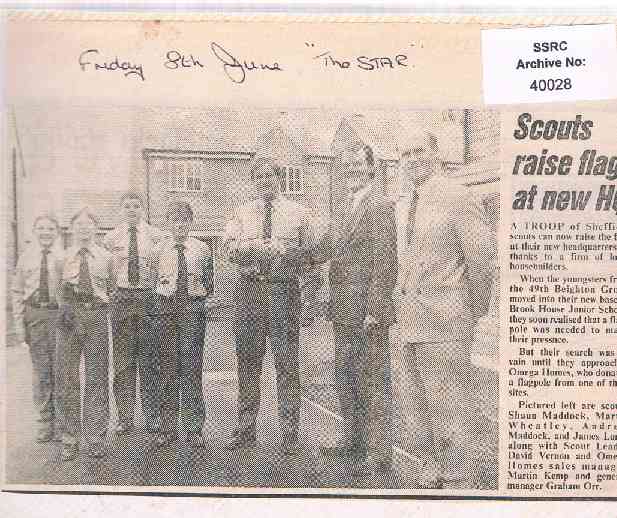 Friday 8th June "The STAR"
SSRC
Archive No:
40028
Scouts
raise flag
at new H
A TROOP of Sheffi
scouts can now raise the f
at their new headquarters
thanks to a firm of lo
housebuilders.
When the youngsters fr
the 49th Beighton Gro
moved into their new base
Brook House Junior Scho
they soon realised that a fl
pole was needed to ma
their presence.
But their search was
vain until they approac
Omega Homes, who dona
a flagpole from one of th
sites.
Pictured left are scou
Shaun Maddock, Mar
Wheatley, Andre
Maddock, and James Lun
along with Scout Lead
David Vernon and Ome
Homes sales manag
Martin Kemp and gene
manager Graham Orr.